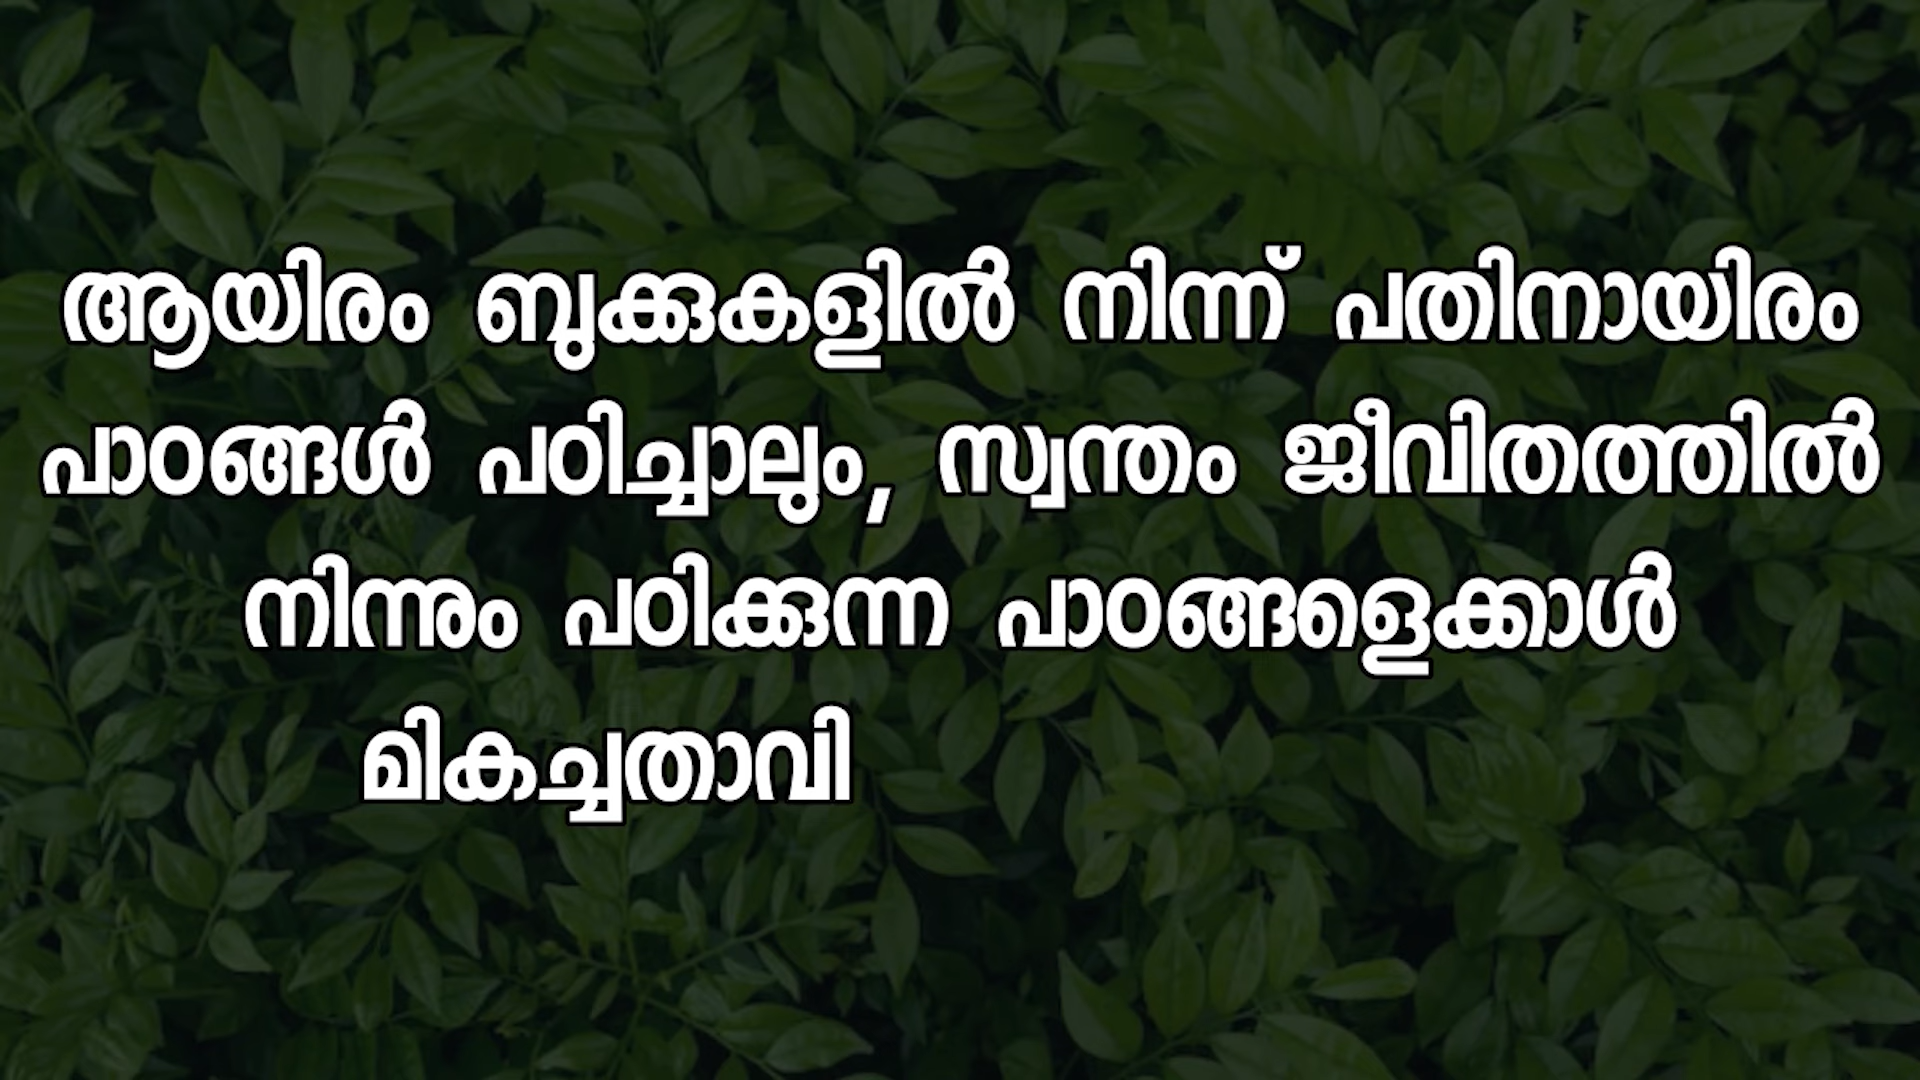 ആയിരം ബുക്കുകളിൽ നിന്ന് പതിനായിരം
പാഠങ്ങൾ പഠിച്ചാലും, സ്വന്തം ജീവിതത്തിൽ
നിന്നും പഠിക്കുന്ന പാഠങ്ങളെക്കാൾ
മികച്ചതാവി